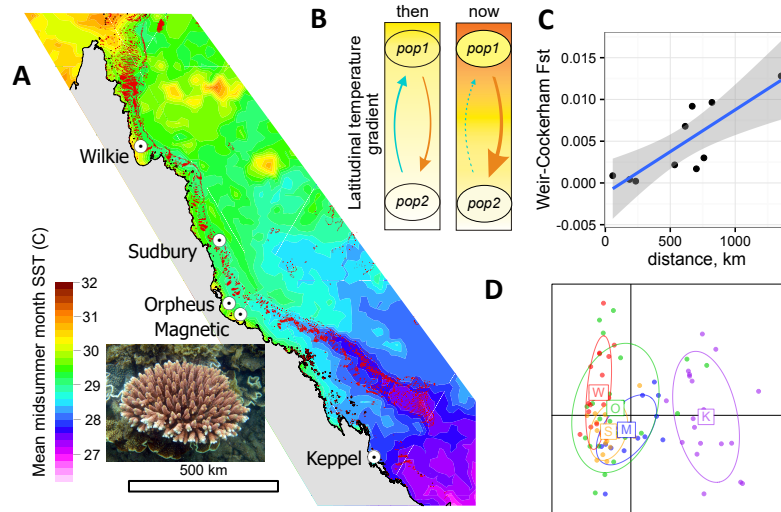 A
Wilkie
Sudbury
Orpheus
Magnetic
Keppel
500 km
Mean midsummer month SST (C)
32
31
30
29
28
27
B
then
now
Latitudinal temperature
gradient
pop1
pop2
pop1
pop2
C
Weir-Cockerham Fst
0.015
0.010
0.005
0.000
-0.005
0
500
1000
distance, km
D
W
O
S
M
K